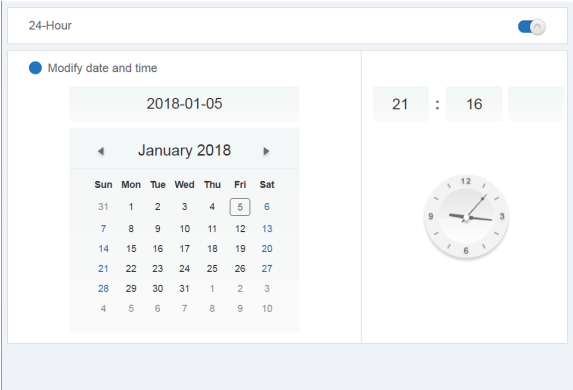 24-Hour
Modify date and time
2018-01-05
21 : 16
January 2018
Sun Mon Tue Wed Thu Fri Sat
31 1 2 3 4 5 6
7 8 9 10 11 12 13
14 15 16 17 18 19 20
21 22 23 24 25 26 27
28 29 30 31 1 2 3
4 5 6 7 8 9 10
12
9 3
6